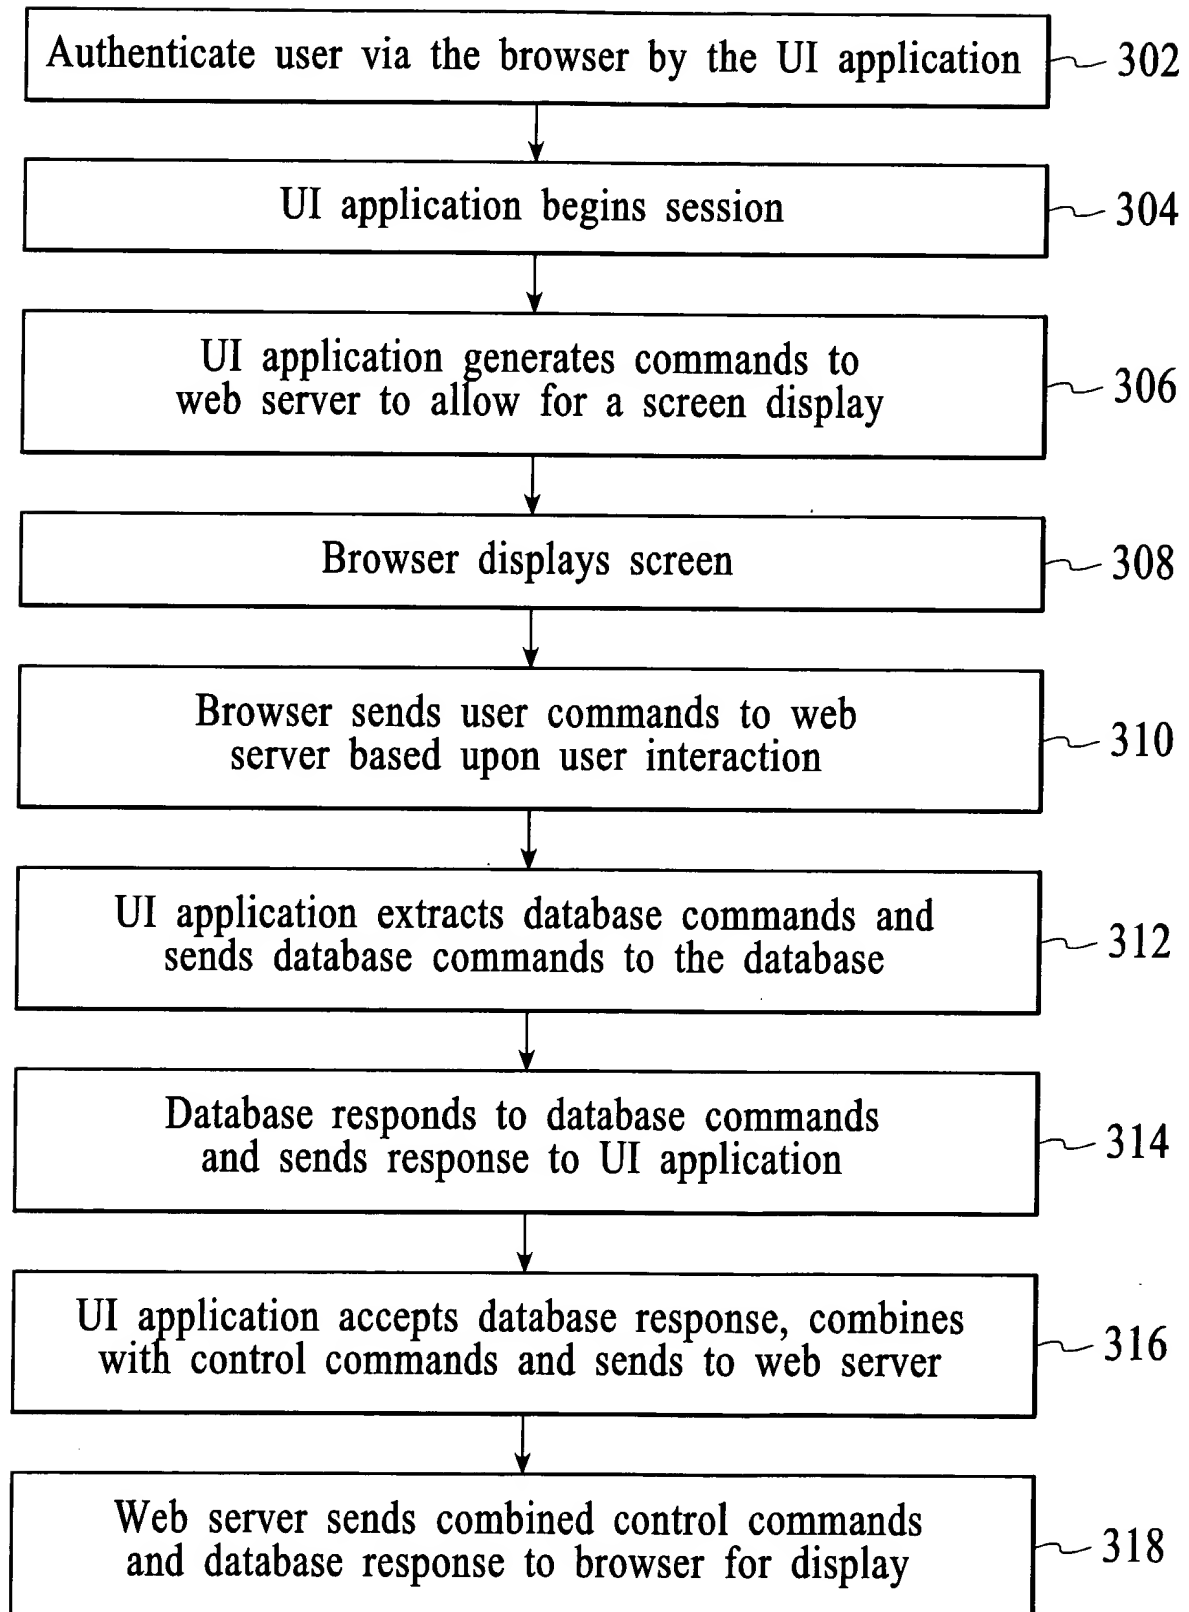 Authenticate user via the browser by the UI application
302
UI application begins session
304
UI application generates commands to
web server to allow for a screen display
306
Browser displays screen
308
Browser sends user commands to web
server based upon user interaction
310
UI application extracts database commands and
sends database commands to the database
312
Database responds to database commands
and sends response to UI application
314
UI application accepts database response, combines
with control commands and sends to web server
316
Web server sends combined control commands
and database response to browser for display
318